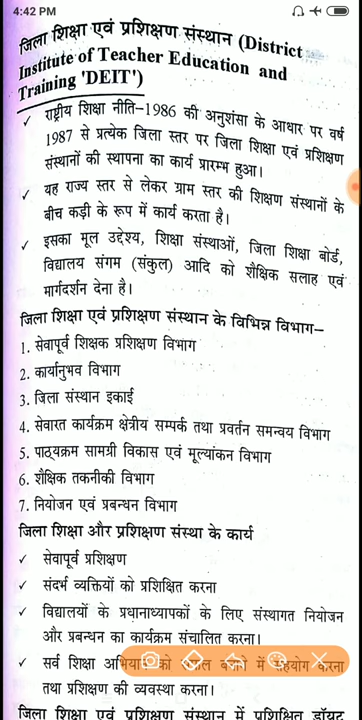 4:42 PM
जिला शिक्षा एवं प्रशिक्षण संस्थान (District
Institute of Teacher Education and
Training 'DEIT')
✓ राष्ट्रीय शिक्षा नीति-1986 की अनुशंसा के आधार पर वर्ष
1987 से प्रत्येक जिला स्तर पर जिला शिक्षा एवं प्रशिक्षण
संस्थानों की स्थापना का कार्य प्रारम्भ हुआ।
✓ यह राज्य स्तर से लेकर ग्राम स्तर की शिक्षण संस्थानों के
बीच कड़ी के रूप में कार्य करता है।
✓ इसका मूल उद्देश्य, शिक्षा संस्थाओं, जिला शिक्षा बोर्ड,
विद्यालय संगम (संकुल) आदि को शैक्षिक सलाह एवं
मार्गदर्शन देना है।
जिला शिक्षा एवं प्रशिक्षण संस्थान के विभिन्न विभाग–
1. सेवापूर्व शिक्षक प्रशिक्षण विभाग
2. कार्यानुभव विभाग
3. जिला संस्थान इकाई
4. सेवारत कार्यक्रम क्षेत्रीय सम्पर्क तथा प्रवर्तन समन्वय विभाग
5. पाठ्यक्रम सामग्री विकास एवं मूल्यांकन विभाग
6. शैक्षिक तकनीकी विभाग
7. नियोजन एवं प्रबन्धन विभाग
जिला शिक्षा और प्रशिक्षण संस्था के कार्य
✓ सेवापूर्व प्रशिक्षण
✓ संदर्भ व्यक्तियों को प्रशिक्षित करना
✓ विद्यालयों के प्रधानाध्यापकों के लिए संस्थागत नियोजन
और प्रबन्धन का कार्यक्रम संचालित करना।
✓ सर्व शिक्षा में सहयोग करना
तथा प्रशिक्षण की व्यवस्था करना।
जिला शिक्षा एवं प्रशिक्षण संस्थान में प्रशिक्षित डॉयट